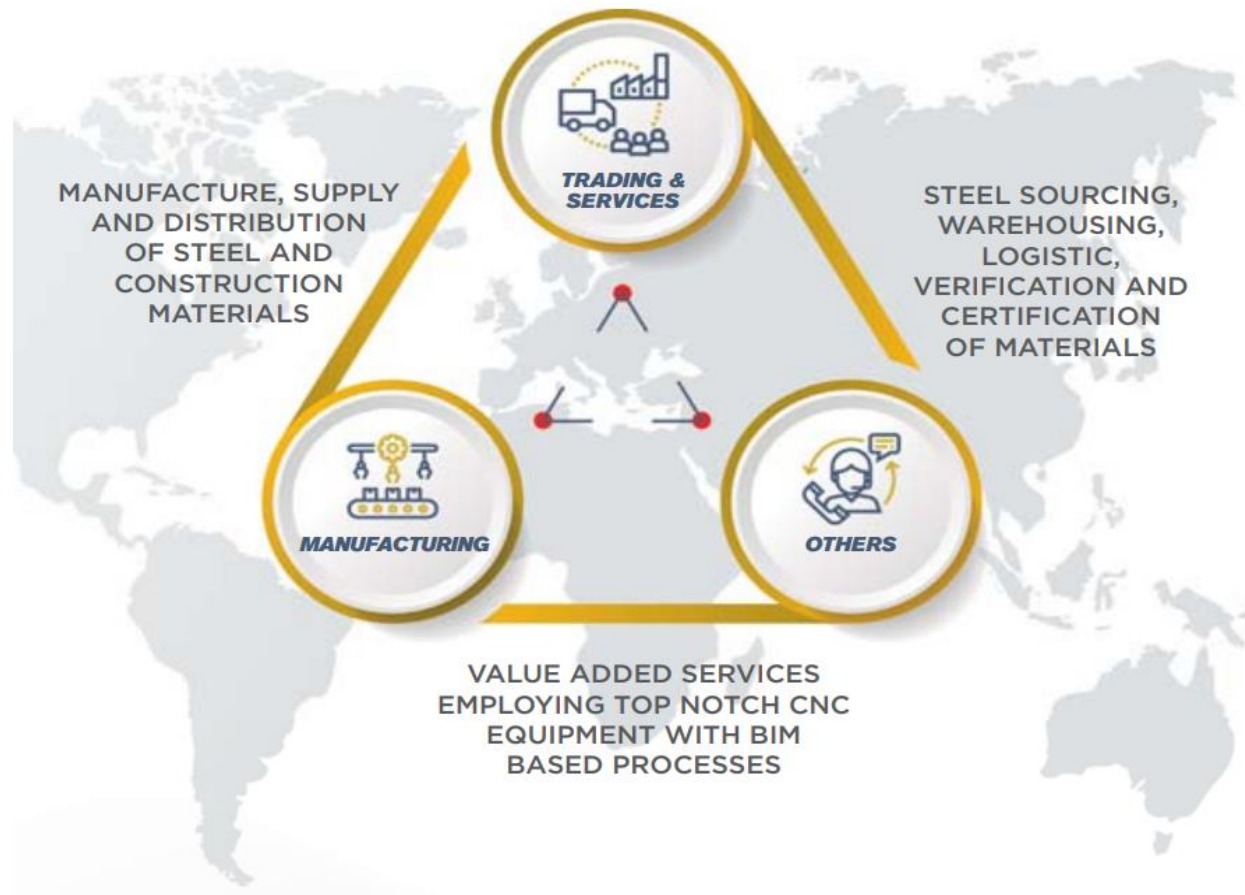 TRADING &
SERVICES
MANUFACTURE, SUPPLY
AND DISTRIBUTION
OF STEEL AND
CONSTRUCTION
MATERIALS
STEEL SOURCING,
WAREHOUSING,
LOGISTIC,
VERIFICATION AND
CERTIFICATION
OF MATERIALS
MANUFACTURING
OTHERS
VALUE ADDED SERVICES
EMPLOYING TOP NOTCH CNC
EQUIPMENT WITH BIM
BASED PROCESSES